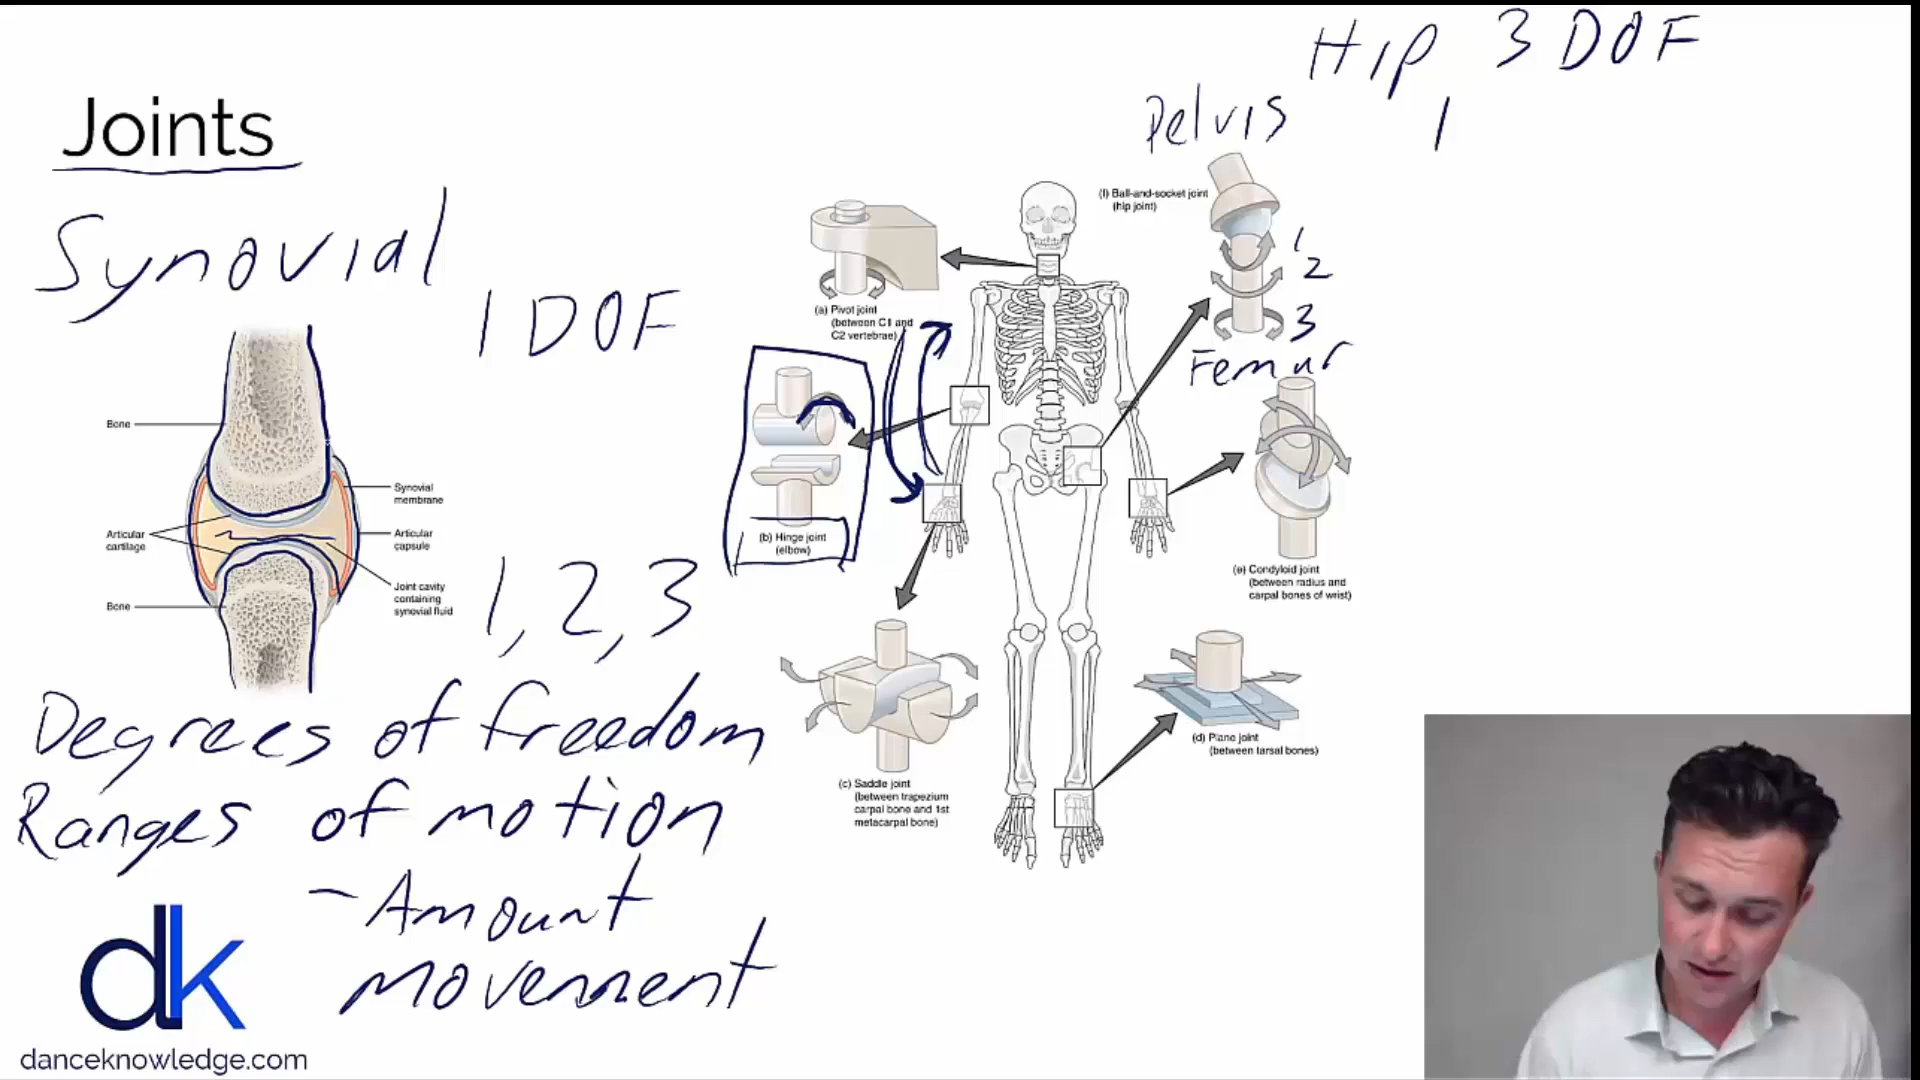 Hip 3 DOF
1
Pelvis
Joints
Synovial
1 DOF
(f) Ball-and-socket joint
(hip joint)
1
2
3
Femur
(a) Pivot joint
(between C1 and
C2 vertebrae)
Bone
Synovial
membrane
Articular
cartilage
Articular
capsule
Joint cavity
containing
synovial fluid
Bone
(b) Hinge joint
(elbow)
(e) Condyloid joint
(between radius and
carpal bones of wrist)
1, 2, 3
Degrees of freedom
Ranges of motion
- Amount
movement
(c) Saddle joint
(between trapezium
carpal bone and 1st
metacarpal bone)
(d) Plane joint
(between tarsal bones)
dk
danceknowledge.com